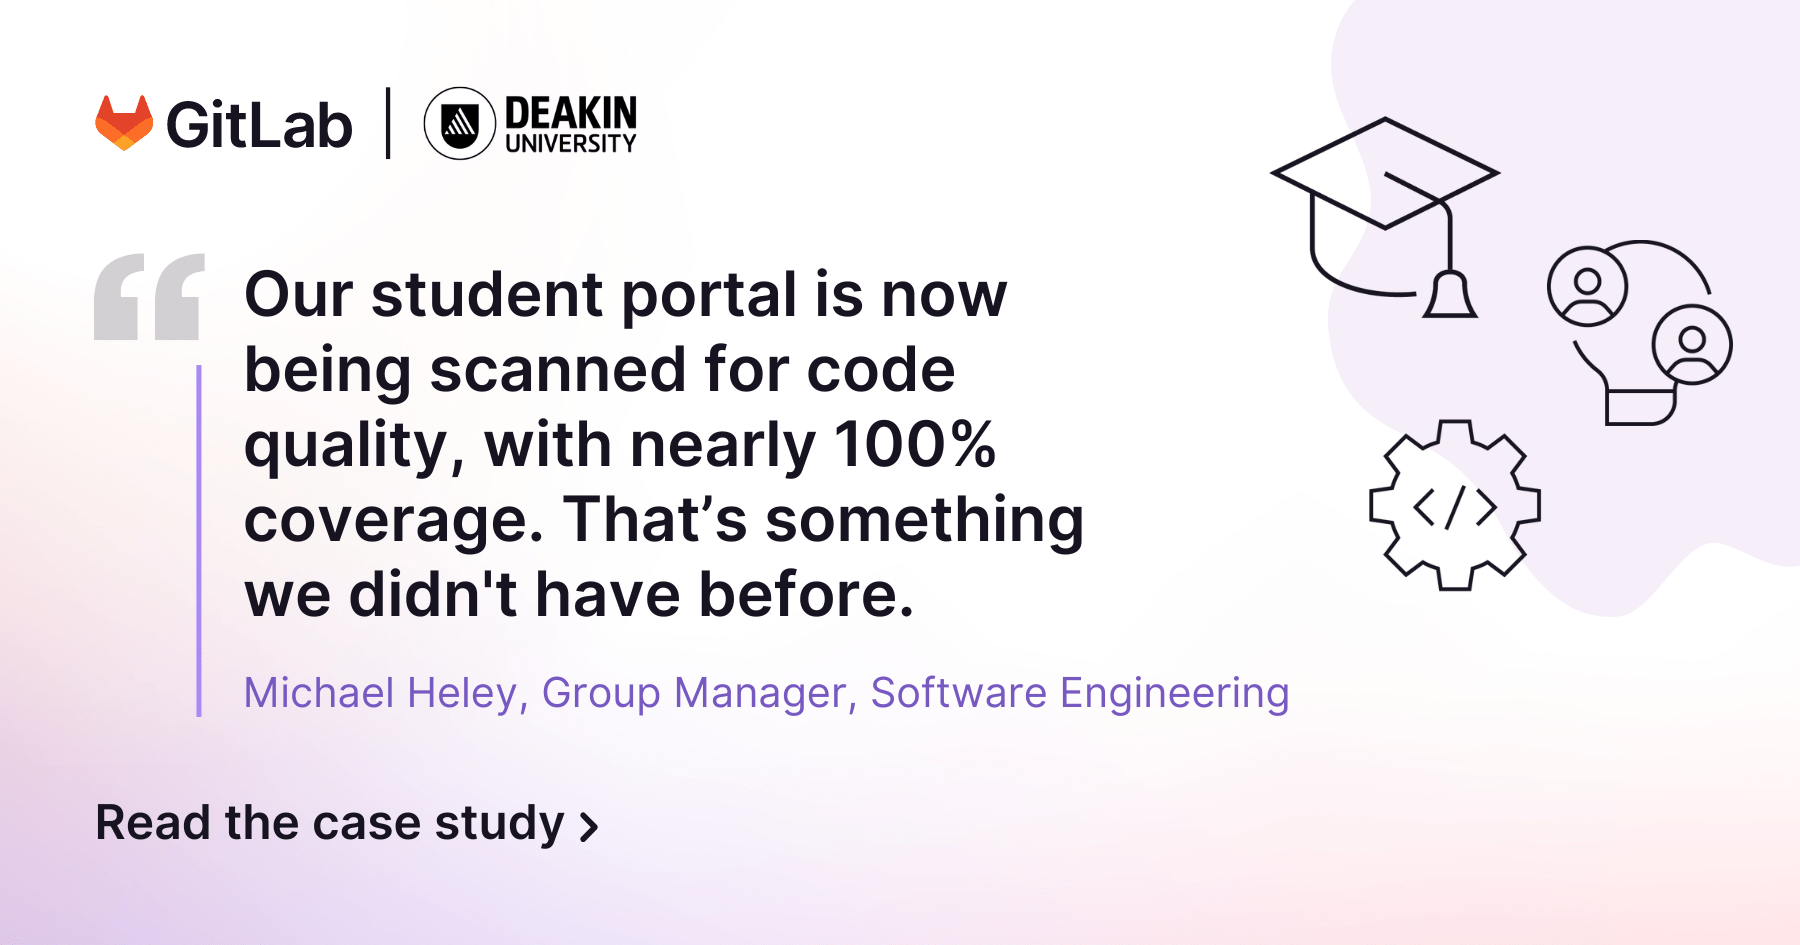 GitLab
DEAKIN
UNIVERSITY
“
Our student portal is now
being scanned for code
quality, with nearly 100%
coverage. That’s something
we didn't have before.
Michael Heley, Group Manager, Software Engineering
Read the case study >